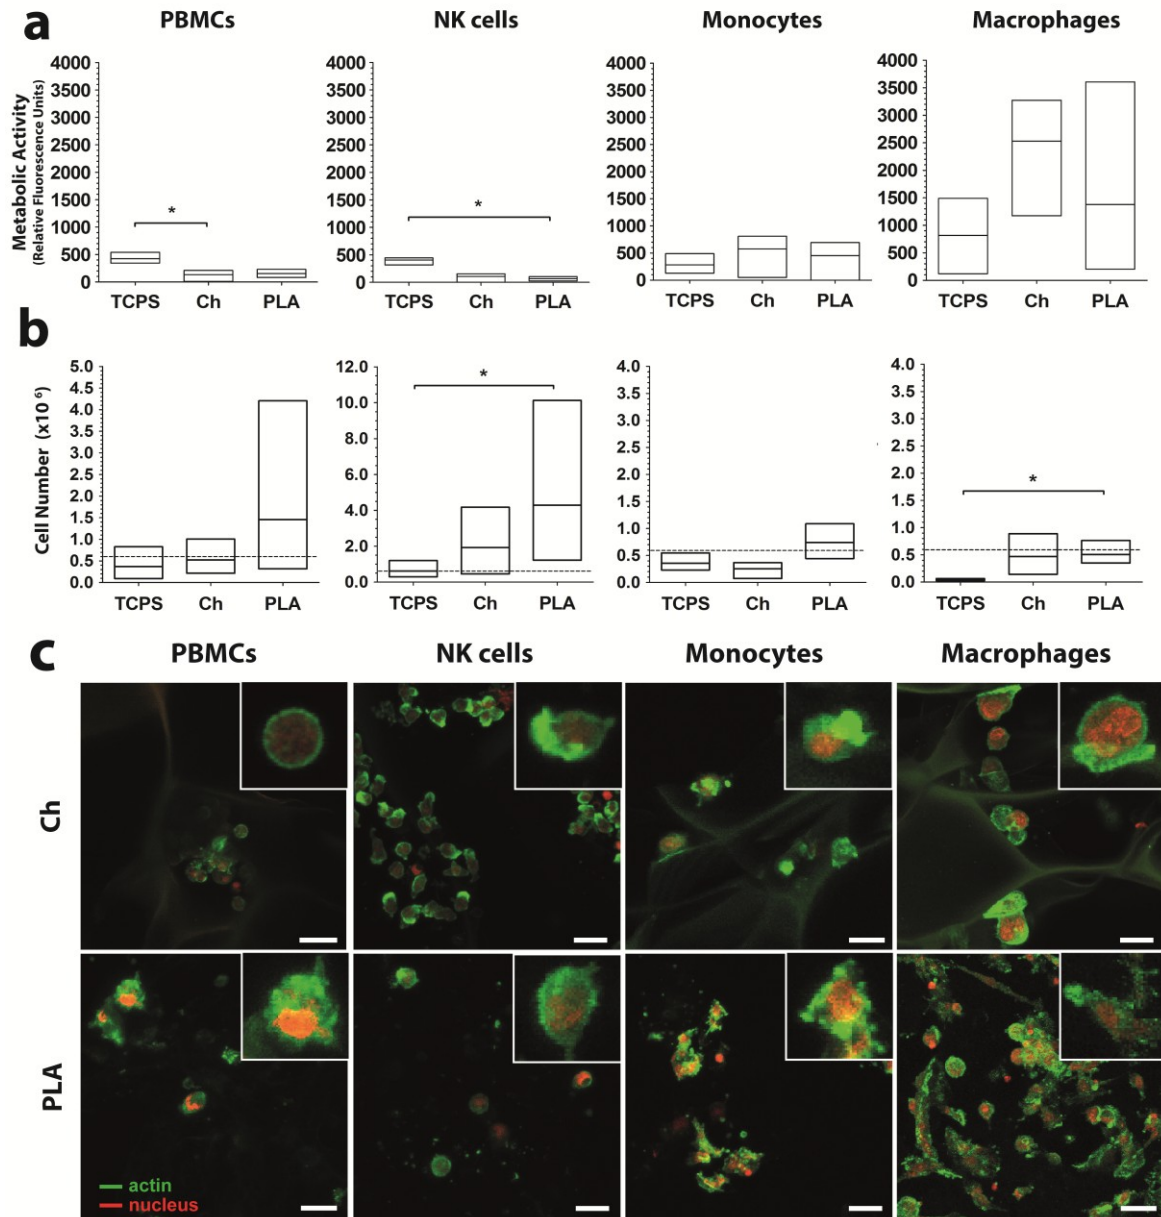 a
PBMCs NK cells Monocytes Macrophages
Metabolic Activity
(Relative Fluorescence Units)
4000 3500 3000 2500 2000 1500 1000 500 0
*
TCPS Ch PLA
4000 3500 3000 2500 2000 1500 1000 500 0
*
TCPS Ch PLA
4000 3500 3000 2500 2000 1500 1000 500 0
TCPS Ch PLA
4000 3500 3000 2500 2000 1500 1000 500 0
TCPS Ch PLA
b
Cell Number (x10 6)
5.0 4.5 4.0 3.5 3.0 2.5 2.0 1.5 1.0 0.5 0.0
TCPS Ch PLA
12.0 10.0 8.0 6.0 4.0 2.0 0.0
*
TCPS Ch PLA
4.0 3.5 3.0 2.5 2.0 1.5 1.0 0.5 0.0
TCPS Ch PLA
4.0 3.5 3.0 2.5 2.0 1.5 1.0 0.5 0.0
*
TCPS Ch PLA
c
PBMCs NK cells Monocytes Macrophages
Ch
PLA
actin
nucleus